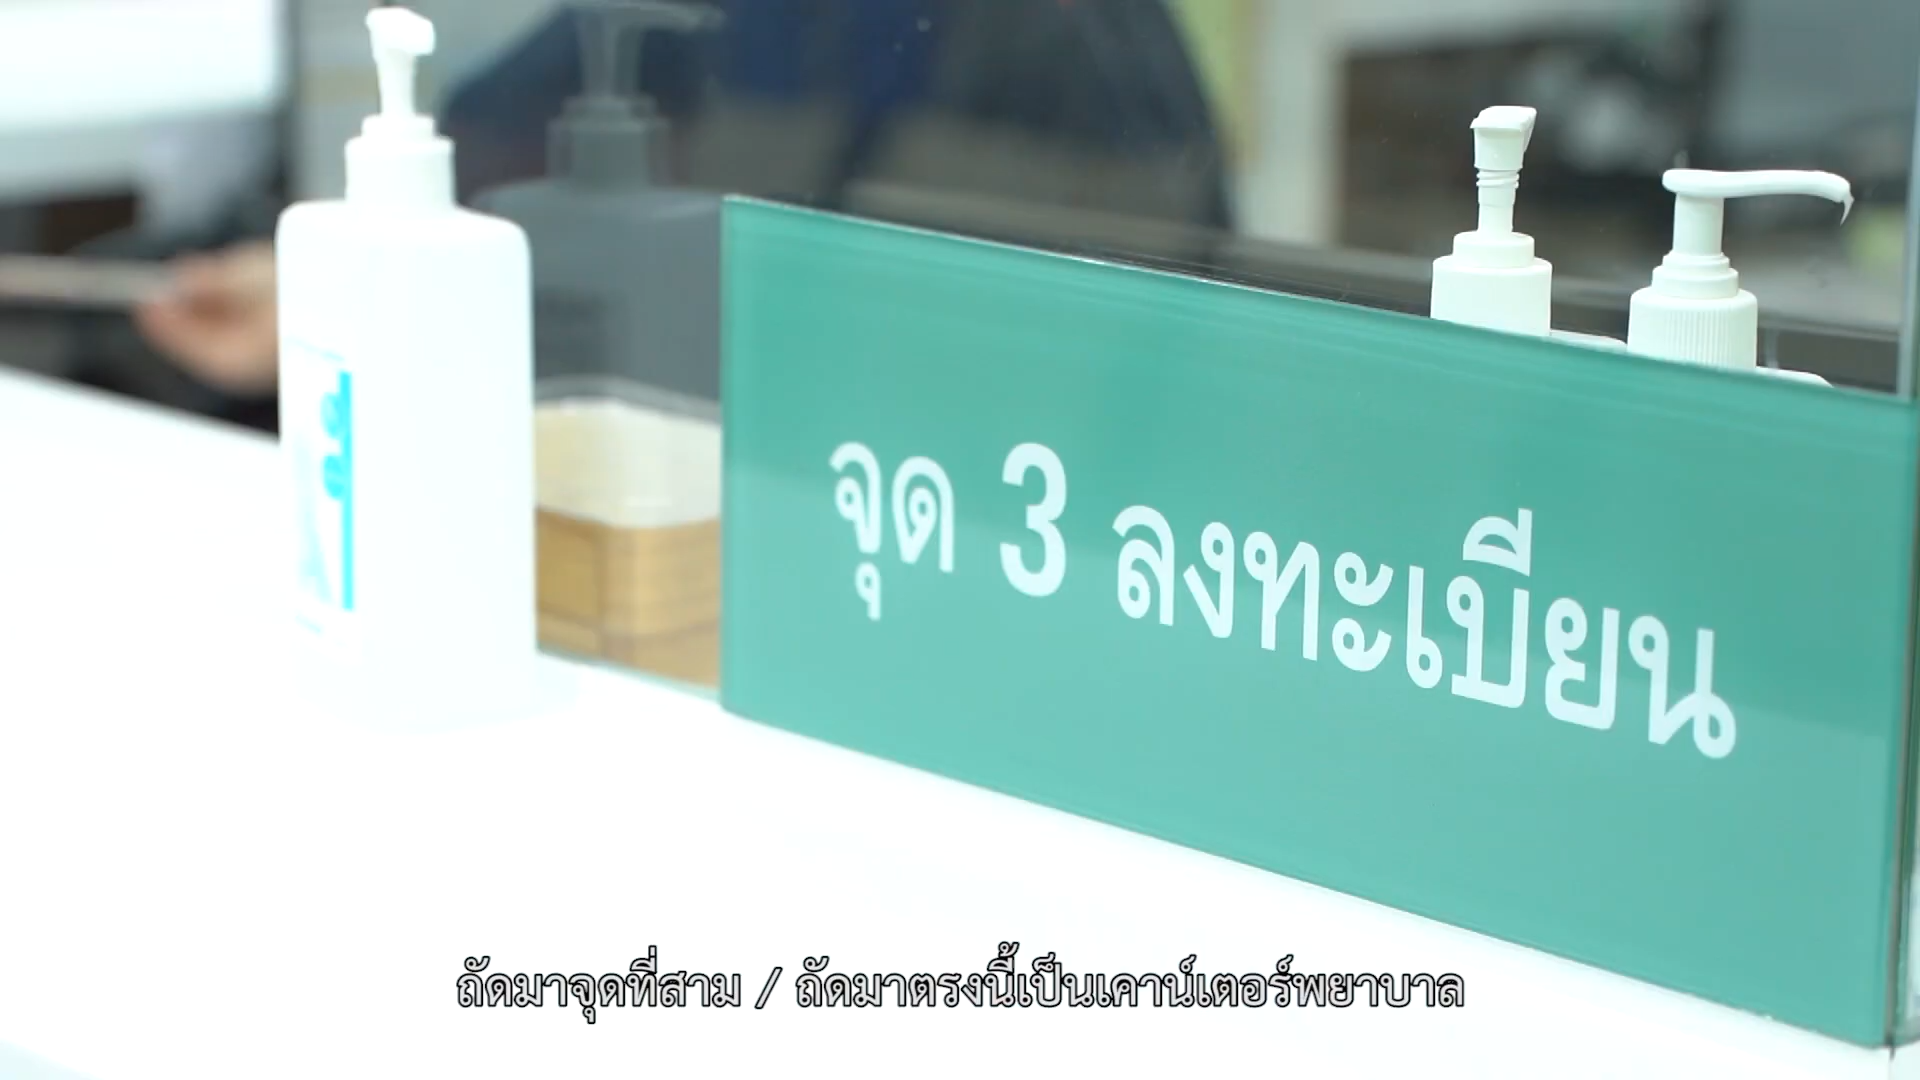 จุด 3 ลงทะเบียน
ถัดมาจุดที่สาม / ถัดมาตรงนี้เป็นเคาน์เตอร์พยาบาล